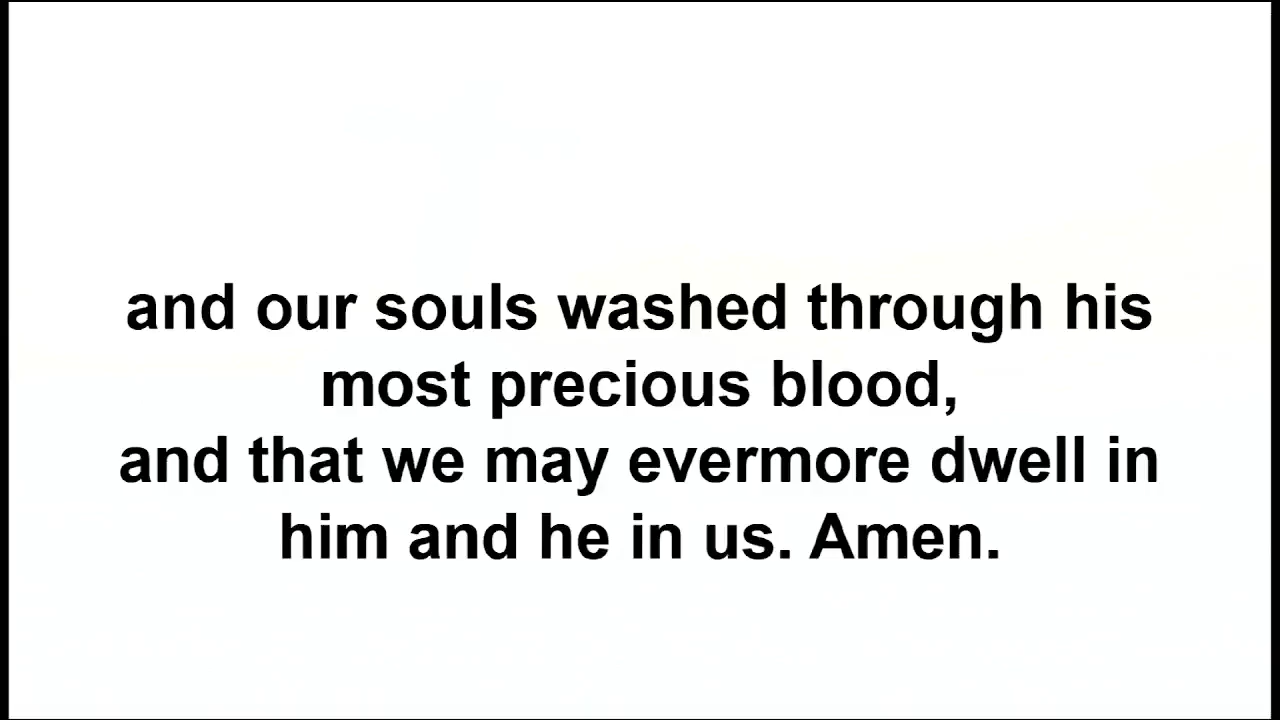 and our souls washed through his
most precious blood,
and that we may evermore dwell in
him and he in us. Amen.